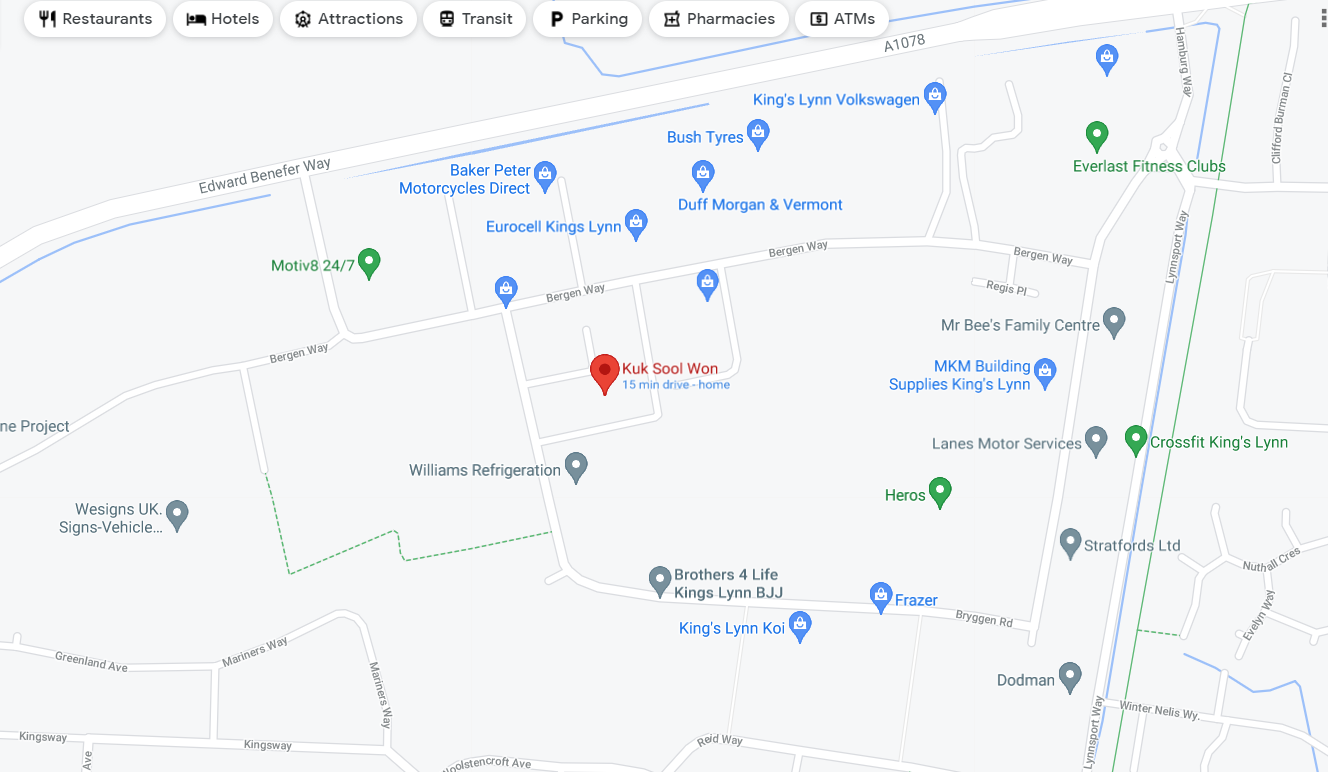 Restaurants
Hotels
Attractions
Transit
Parking
Pharmacies
ATMs
A1078
Hamburg Way
King's Lynn Volkswagen
Clifford Burman Cl
Bush Tyres
Everlast Fitness Clubs
Edward Benefer Way
Baker Peter
Motorcycles Direct
Duff Morgan & Vermont
Eurocell Kings Lynn
Lynnsport Way
Bergen Way
Bergen Way
Motiv8 24/7
Bergen Way
Regis Pl
Mr Bee's Family Centre
Bergen Way
Kuk Sool Won
15 min drive - home
MKM Building
Supplies King's Lynn
ne Project
Lanes Motor Services
Crossfit King's Lynn
Williams Refrigeration
Heros
Wesigns UK.
Signs-Vehicle...
Stratfords Ltd
Nuthall Cres
Brothers 4 Life
Kings Lynn BJJ
Frazer
Evelyn Way
Bryggen Rd
King's Lynn Koi
Mariners Way
Greenland Ave
Mariners Way
Dodman
Winter Nelis Wy.
Lynnsport Way
Kingsway
Kingsway
Reid Way
Ave
oolstencroft Ave